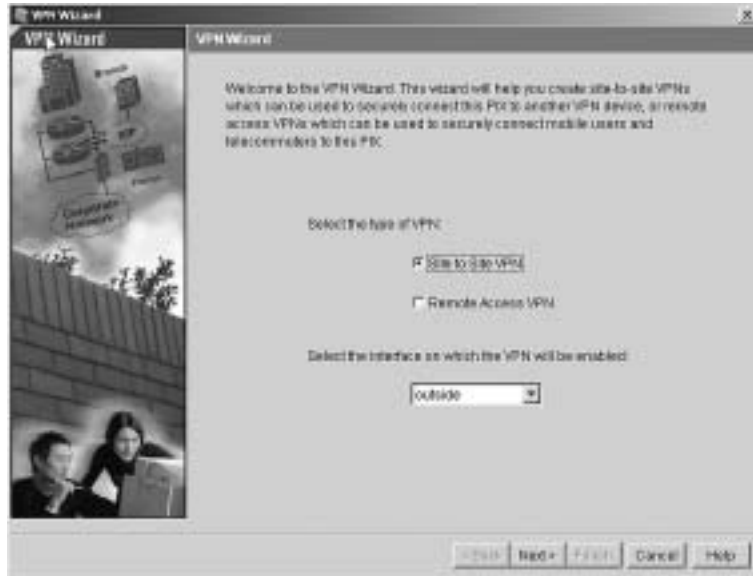 VPN Wizard
VPN Wizard
VPN Wizard
Welcome to the VPN Wizard. This wizard will help you create site-to-site VPNs
which can be used to securely connect this PIX to another VPN device, or remote
access VPNs which can be used to securely connect mobile users and
telecommuters to this PIX.
Corporate
Network
Select the type of VPN:
Site to Site VPN
Remote Access VPN
Select the interface on which the VPN will be enabled:
outside
< Back Next > Finish Cancel Help